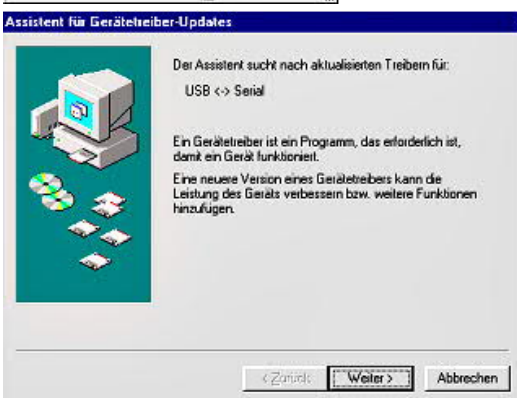 Assistent für Gerätetreiber-Updates
Der Assistent sucht nach aktualisierten Treibern für:
USB <-> Serial
Ein Gerätetreiber ist ein Programm, das erforderlich ist,
damit ein Gerät funktioniert.
Eine neuere Version eines Gerätetreibers kann die
Leistung des Geräts verbessern bzw. weitere Funktionen
hinzufügen.
< Zurück
Weiter >
Abbrechen